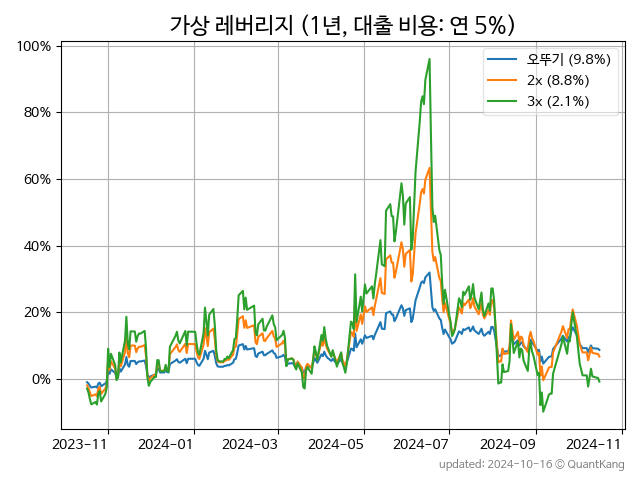 가상 레버리지 (1년, 대출 비용: 연 5%)
100%
80%
60%
40%
20%
0%
오뚜기 (9.8%)
2x (8.8%)
3x (2.1%)
2023-11
2024-01
2024-03
2024-05
2024-07
2024-09
2024-11
updated: 2024-10-16 © QuantKang